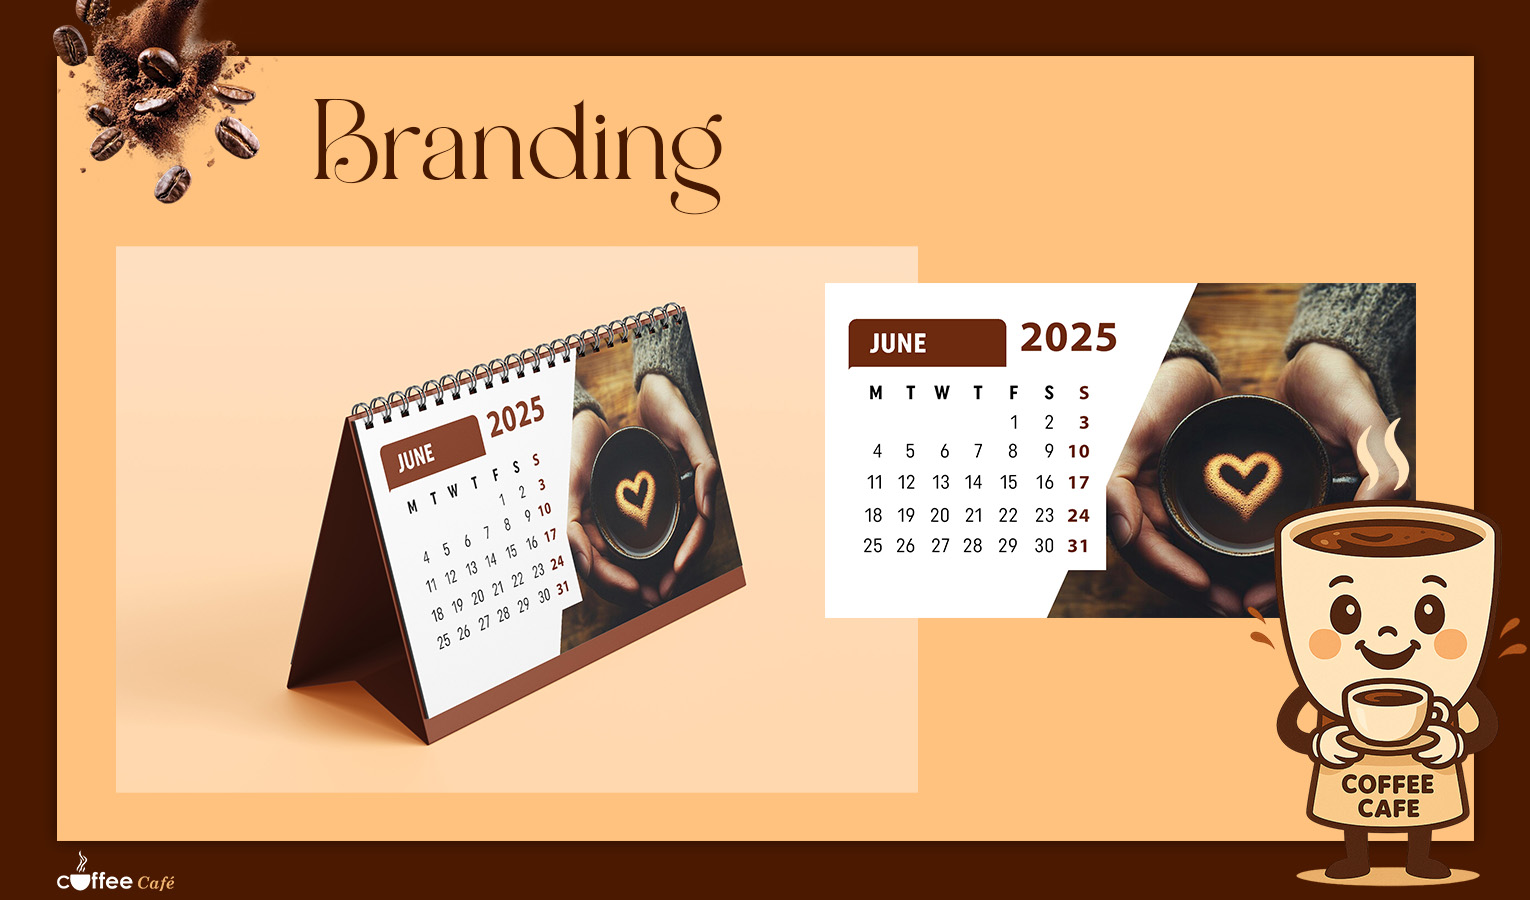 Branding
JUNE 2025
M T W T F S S
1 2 3
4 5 6 7 8 9 10
11 12 13 14 15 16 17
18 19 20 21 22 23 24
25 26 27 28 29 30 31
JUNE 2025
M T W T F S S
1 2 3
4 5 6 7 8 9 10
11 12 13 14 15 16 17
18 19 20 21 22 23 24
25 26 27 28 29 30 31
COFFEE
CAFE
coffee Café